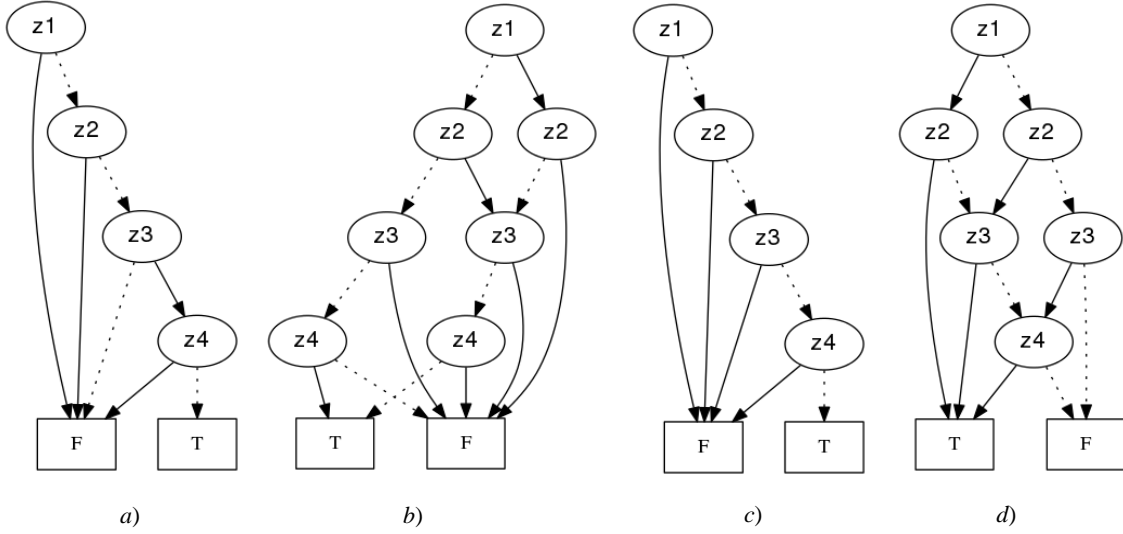 z1 z1 z1 z1
z2 z2 z2 z2 z2 z2
z3 z3 z3 z3 z3 z3
z4 z4 z4 z4 z4
F T T F F T T F
a) b) c) d)